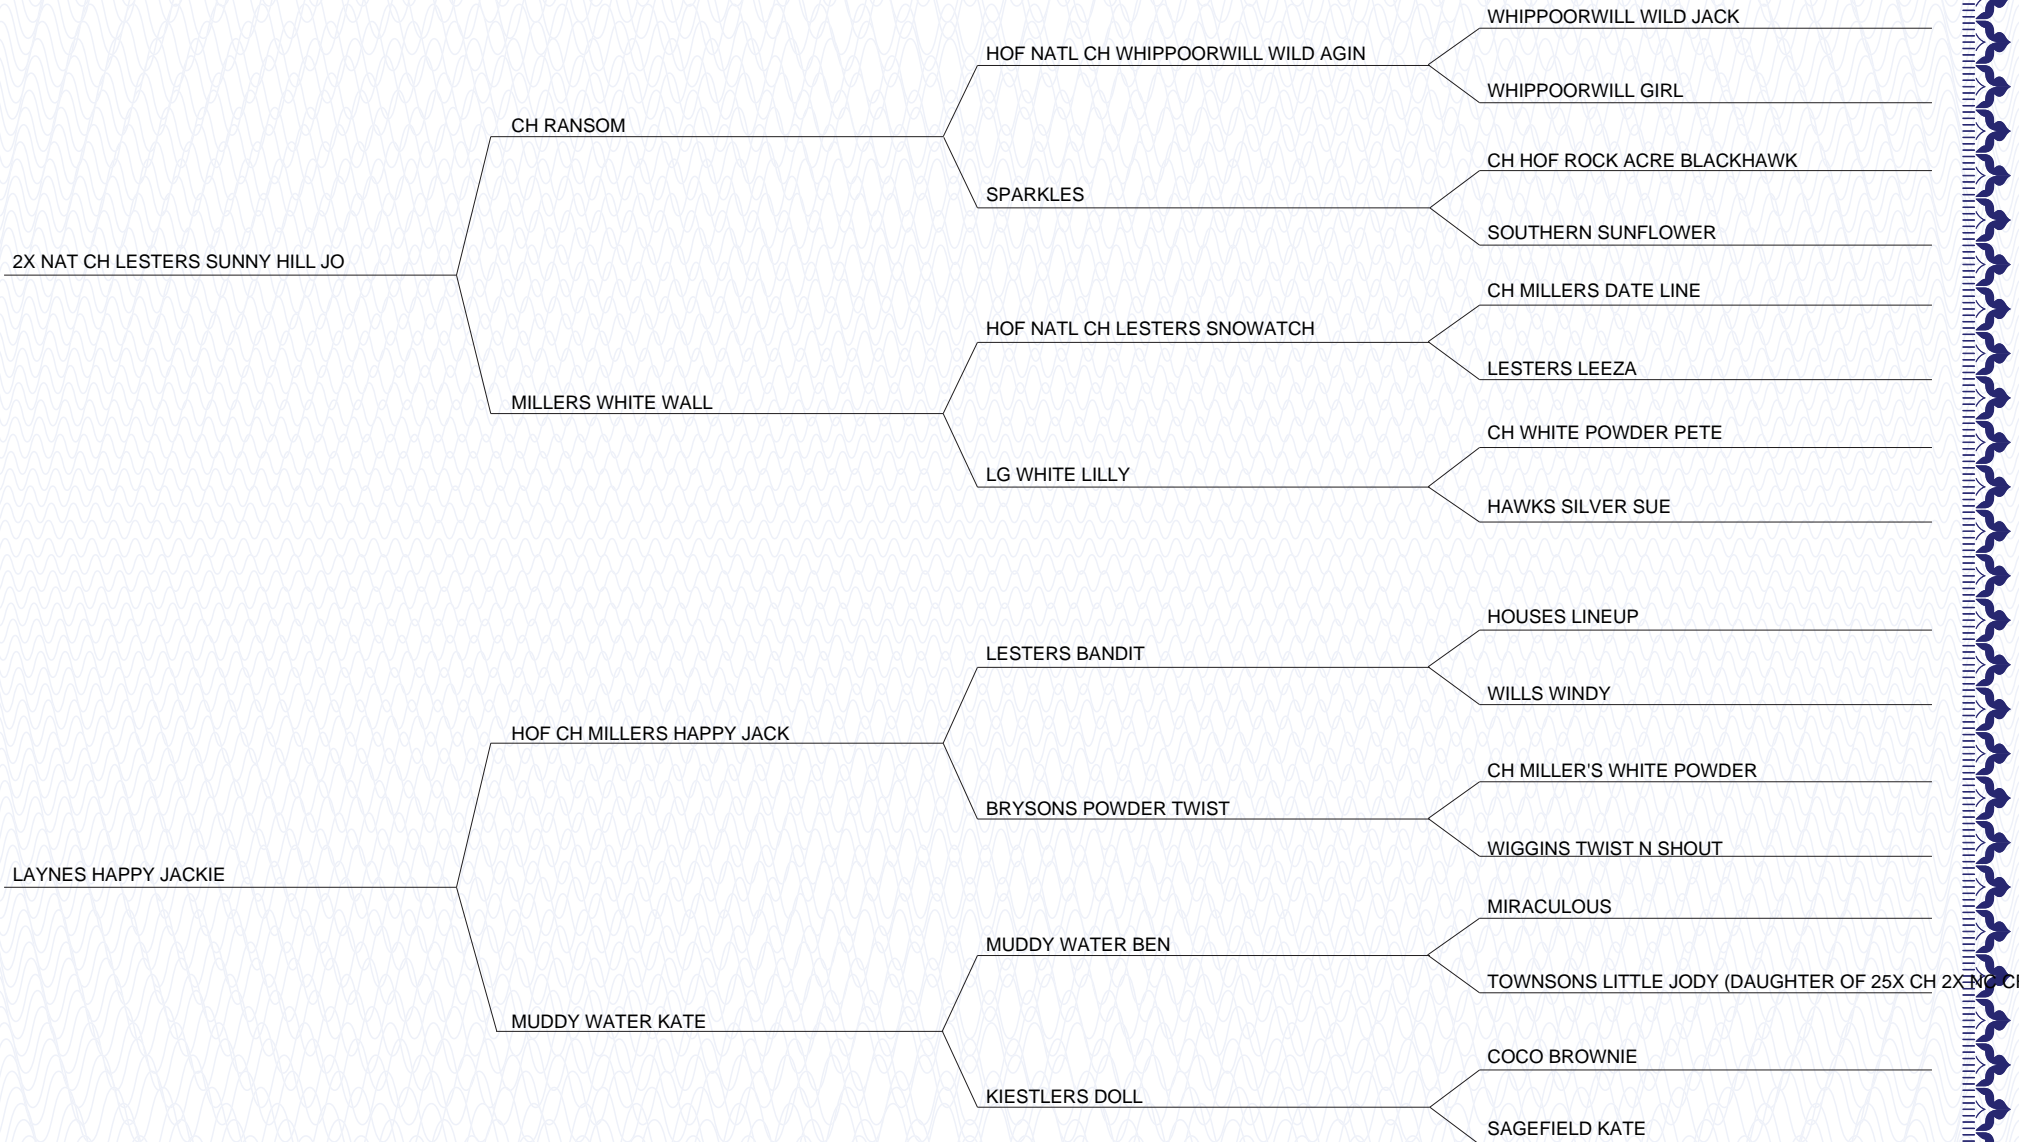 WHIPPOORWILL WILD JACK
HOF NATL CH WHIPPOORWILL WILD AGIN
WHIPPOORWILL GIRL
CH RANSOM
CH HOF ROCK ACRE BLACKHAWK
SPARKLES
SOUTHERN SUNFLOWER
2X NAT CH LESTERS SUNNY HILL JO
CH MILLERS DATE LINE
HOF NATL CH LESTERS SNOWATCH
LESTERS LEEZA
MILLERS WHITE WALL
CH WHITE POWDER PETE
LG WHITE LILLY
HAWKS SILVER SUE
HOUSES LINEUP
LESTERS BANDIT
WILLS WINDY
HOF CH MILLERS HAPPY JACK
CH MILLER'S WHITE POWDER
BRYSONS POWDER TWIST
WIGGINS TWIST N SHOUT
LAYNES HAPPY JACKIE
MIRACULOUS
MUDDY WATER BEN
TOWNSONS LITTLE JODY (DAUGHTER OF 25X CH 2X NC
MUDDY WATER KATE
COCO BROWNIE
KIESTLERS DOLL
SAGEFIELD KATE